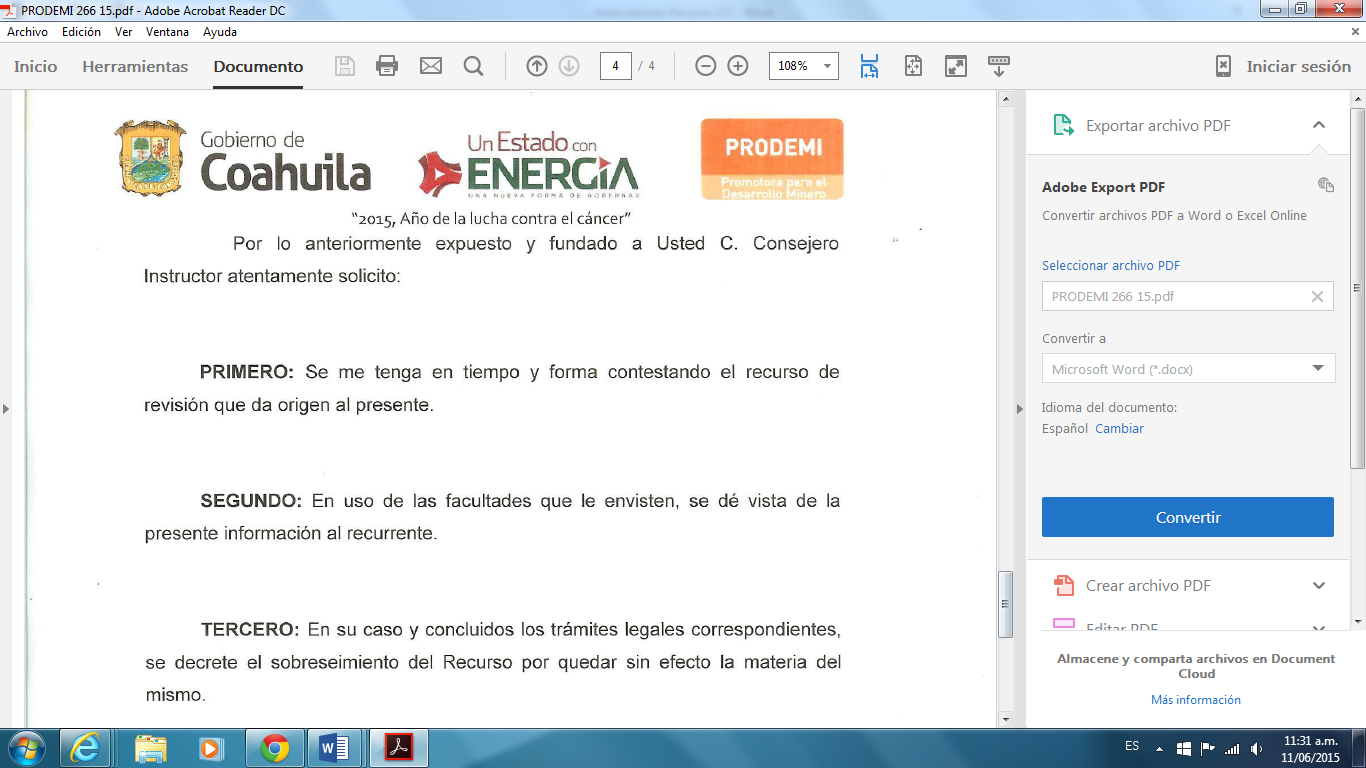 PRODEMI 266 15.pdf - Adobe Acrobat Reader DC
Archivo Edición Ver Ventana Ayuda
Inicio Herramientas Documento 4 / 4 108% Iniciar sesión
Gobierno de
Coahuila
Un Estado con
ENERGÍA
UNA NUEVA FORMA DE GOBERNAR
PRODEMI
Promotora para el
Desarrollo Minero
“2015, Año de la lucha contra el cáncer”
Por lo anteriormente expuesto y fundado a Usted C. Consejero
Instructor atentamente solicito:
PRIMERO: Se me tenga en tiempo y forma contestando el recurso de
revisión que da origen al presente.
SEGUNDO: En uso de las facultades que le envisten, se dé vista de la
presente información al recurrente.
TERCERO: En su caso y concluidos los trámites legales correspondientes,
se decrete el sobreseimiento del Recurso por quedar sin efecto la materia del
mismo.
Exportar archivo PDF
Adobe Export PDF
Convertir archivos PDF a Word o Excel Online
Seleccionar archivo PDF
PRODEMI 266 15.pdf
Convertir a
Microsoft Word (*.docx)
Idioma del documento:
Español Cambiar
Convertir
Crear archivo PDF
Editar PDF
Almacene y comparta archivos en Document
Cloud
Más información
ES
11:31 a.m.
11/06/2015